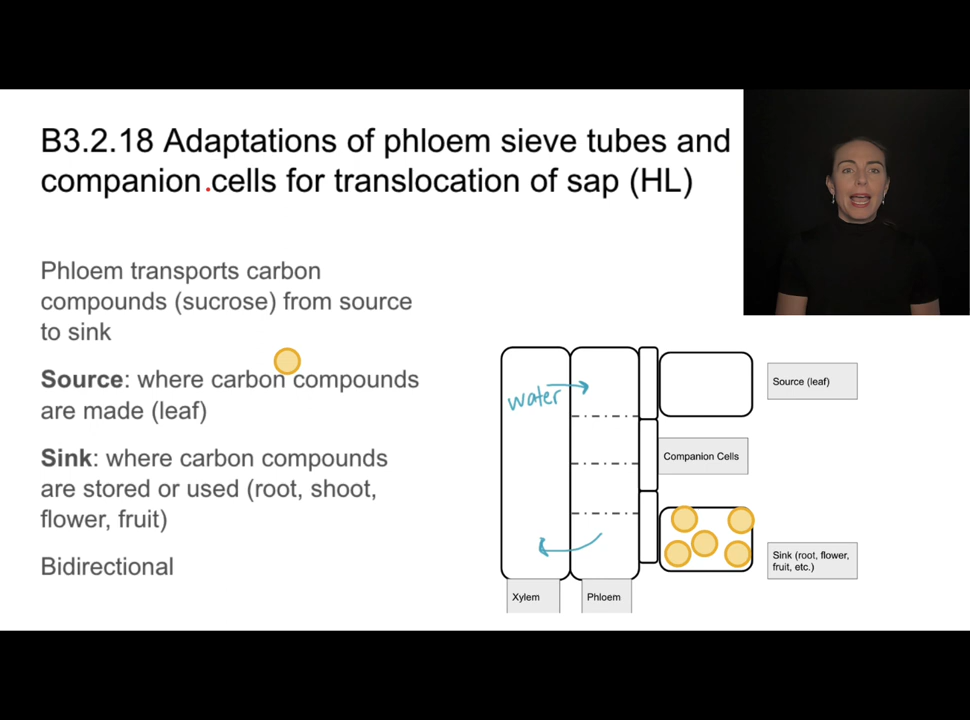 B3.2.18 Adaptations of phloem sieve tubes and
companion cells for translocation of sap (HL)
Phloem transports carbon
compounds (sucrose) from source
to sink
Source: where carbon compounds
are made (leaf)
Sink: where carbon compounds
are stored or used (root, shoot,
flower, fruit)
Bidirectional
water
Source (leaf)
Companion Cells
Sink (root, flower,
fruit, etc.)
Xylem
Phloem